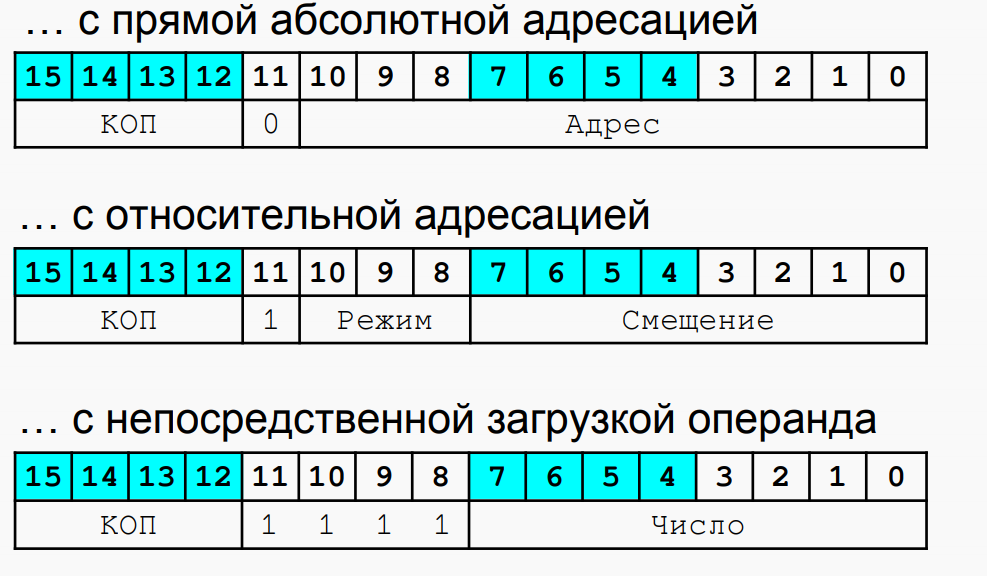 … с прямой абсолютной адресацией
15 14 13 12 11 10 9 8 7 6 5 4 3 2 1 0
КОП 0 Адрес
… с относительной адресацией
15 14 13 12 11 10 9 8 7 6 5 4 3 2 1 0
КОП 1 Режим Смещение
… с непосредственной загрузкой операнда
15 14 13 12 11 10 9 8 7 6 5 4 3 2 1 0
КОП 1 1 1 1 Число